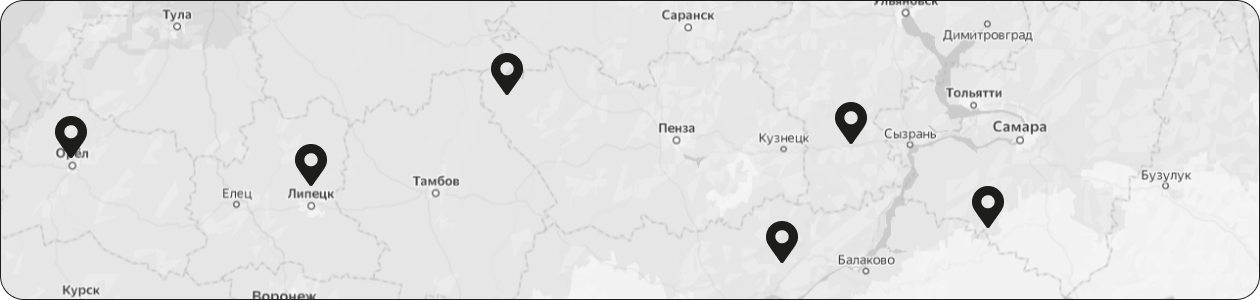 Ульяновск
Тула
Саранск
Димитровград
Тольятти
Самара
Пенза
Кузнецк
Сызрань
Орёл
Бузулук
Тамбов
Елец
Липецк
Балаково
Курск
Воронеж